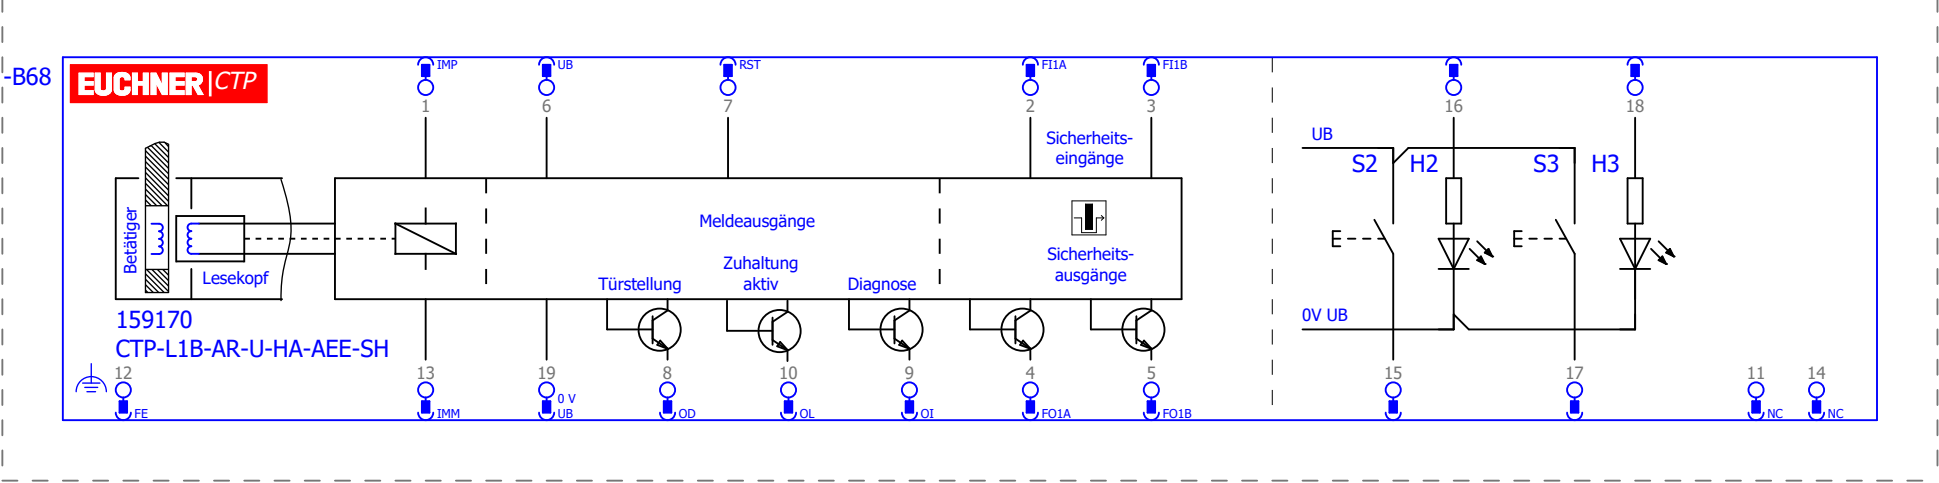 -B68
EUCHNER|CTP
IMP
UB
RST
FI1A
FI1B
1
6
7
2
3
16
18
Sicherheits-
eingänge
UB
S2
H2
S3
H3
Betätiger
Lesekopf
Meldeausgänge
Türstellung
Zuhaltung
aktiv
Diagnose
Sicherheits-
ausgänge
0V UB
159170
CTP-L1B-AR-U-HA-AEE-SH
12
13
19
8
10
9
4
5
15
17
11
14
FE
IMM
0 V
UB
OD
OL
OI
FO1A
FO1B
NC
NC